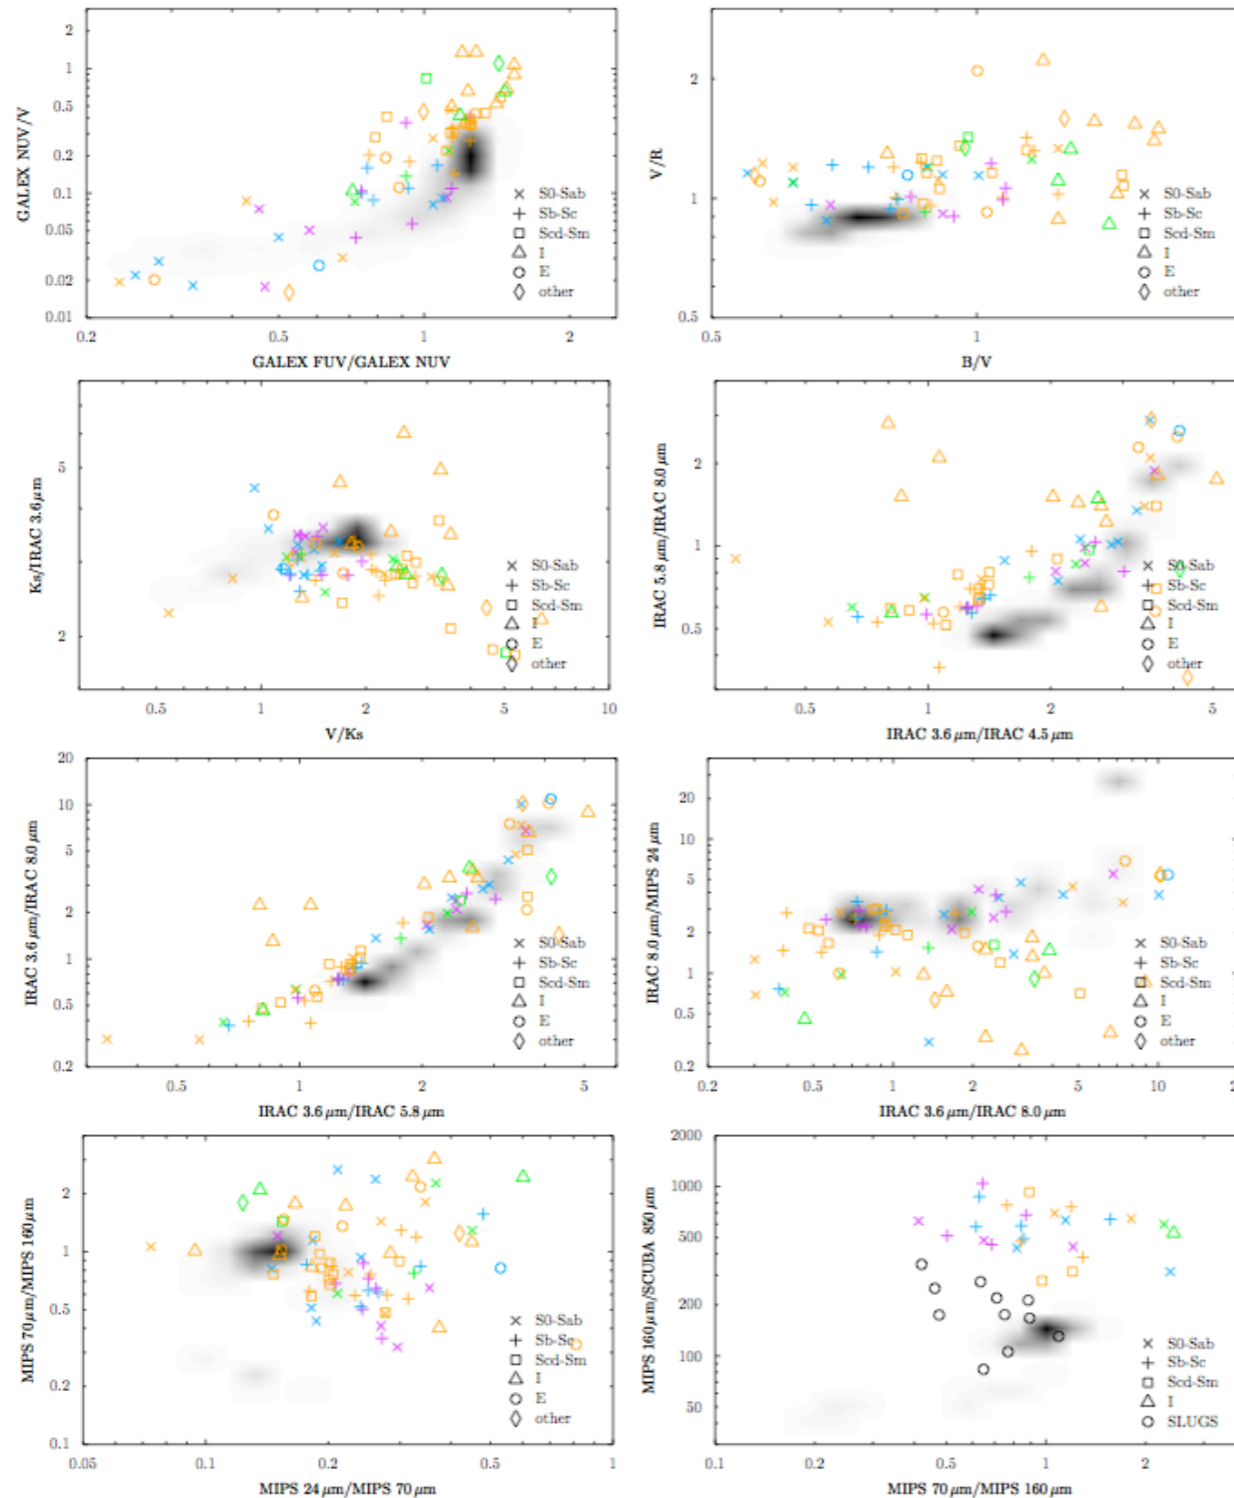 2
1
0.5
0.2
0.1
0.05
0.02
0.01
GALEX NUV/V
S0-Sab
Sb-Sc
Scd-Sm
I
E
other
0.2 0.5 1 2
GALEX FUV/GALEX NUV
2
1
0.5
V/R
S0-Sab
Sb-Sc
Scd-Sm
I
E
other
0.5 1
B/V
5
2
Ks/IRAC 3.6 μm
S0-Sab
Sb-Sc
Scd-Sm
I
E
other
0.5 1 2 5 10
V/Ks
2
1
0.5
IRAC 5.8 μm/IRAC 8.0 μm
S0-Sab
Sb-Sc
Scd-Sm
I
E
other
1 2 5
IRAC 3.6 μm/IRAC 4.5 μm
20
10
5
2
1
0.5
0.2
IRAC 3.6 μm/IRAC 8.0 μm
S0-Sab
Sb-Sc
Scd-Sm
I
E
other
0.5 1 2 5
IRAC 3.6 μm/IRAC 5.8 μm
20
10
5
2
1
0.5
0.2
IRAC 8.0 μm/MIPS 24 μm
S0-Sab
Sb-Sc
Scd-Sm
I
E
other
0.2 0.5 1 2 5 10 2
IRAC 3.6 μm/IRAC 8.0 μm
2
1
0.5
0.2
0.1
MIPS 70 μm/MIPS 160 μm
S0-Sab
Sb-Sc
Scd-Sm
I
E
other
0.05 0.1 0.2 0.5 1
MIPS 24 μm/MIPS 70 μm
2000
1000
500
200
100
50
MIPS 160 μm/SCUBA 850 μm
S0-Sab
Sb-Sc
Scd-Sm
I
SLUGS
0.1 0.2 0.5 1 2
MIPS 70 μm/MIPS 160 μm